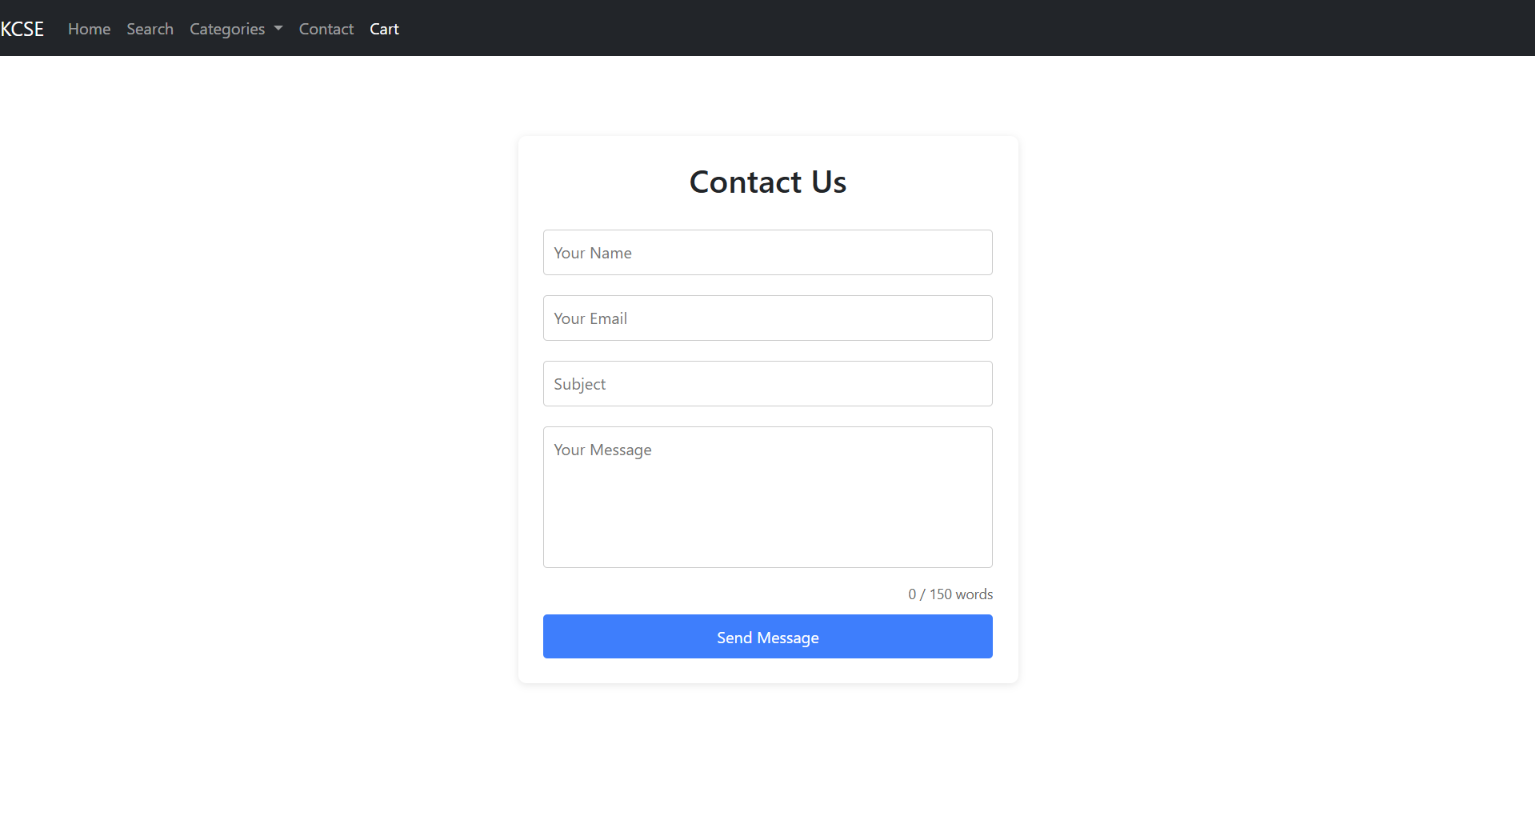 KCSE Home Search Categories Contact Cart
Contact Us
Your Name
Your Email
Subject
Your Message
0 / 150 words
Send Message